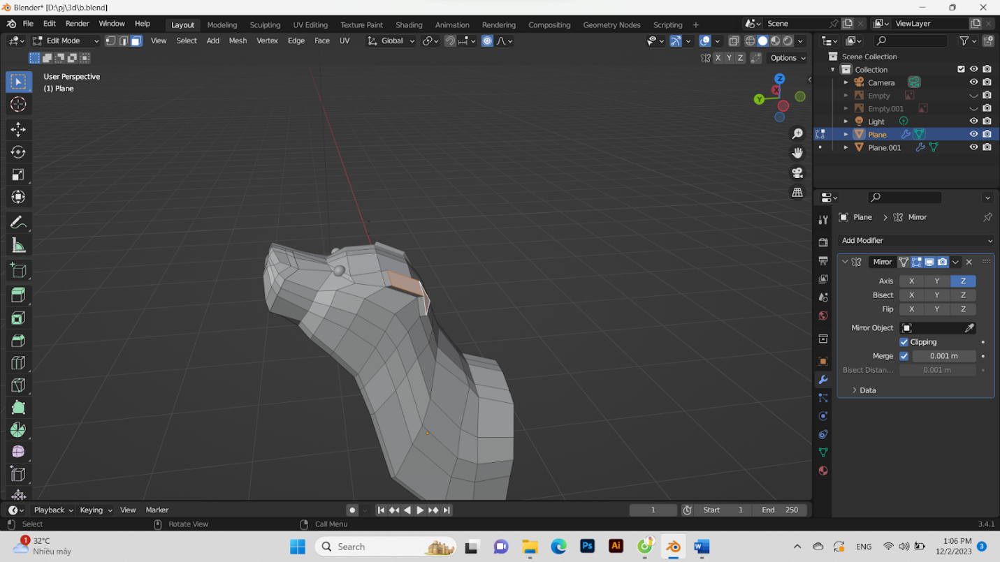 Blender* [D:\pj\3d\b.blend]
File Edit Render Window Help Layout Modeling Sculpting UV Editing Texture Paint Shading Animation Rendering Compositing Geometry Nodes Scripting + Scene ViewLayer
Edit Mode View Select Add Mesh Vertex Edge Face UV Global
X Y Z Options
User Perspective
(1) Plane
Z
X
Y
Scene Collection
Collection
Camera
Empty
Empty.001
Light
Plane
Plane.001
Plane > Mirror
Add Modifier
Mirror
Axis X Y Z
Bisect X Y Z
Flip X Y Z
Mirror Object
Clipping
Merge 0.001 m
Bisect Distan... 0.001 m
Data
Playback Keying View Marker 1 Start 1 End 250
Select Rotate View Call Menu 3.4.1
1
32°C
Nhiều mây
Search
Ps
Ai
W
ENG
1:06 PM
12/2/2023
3